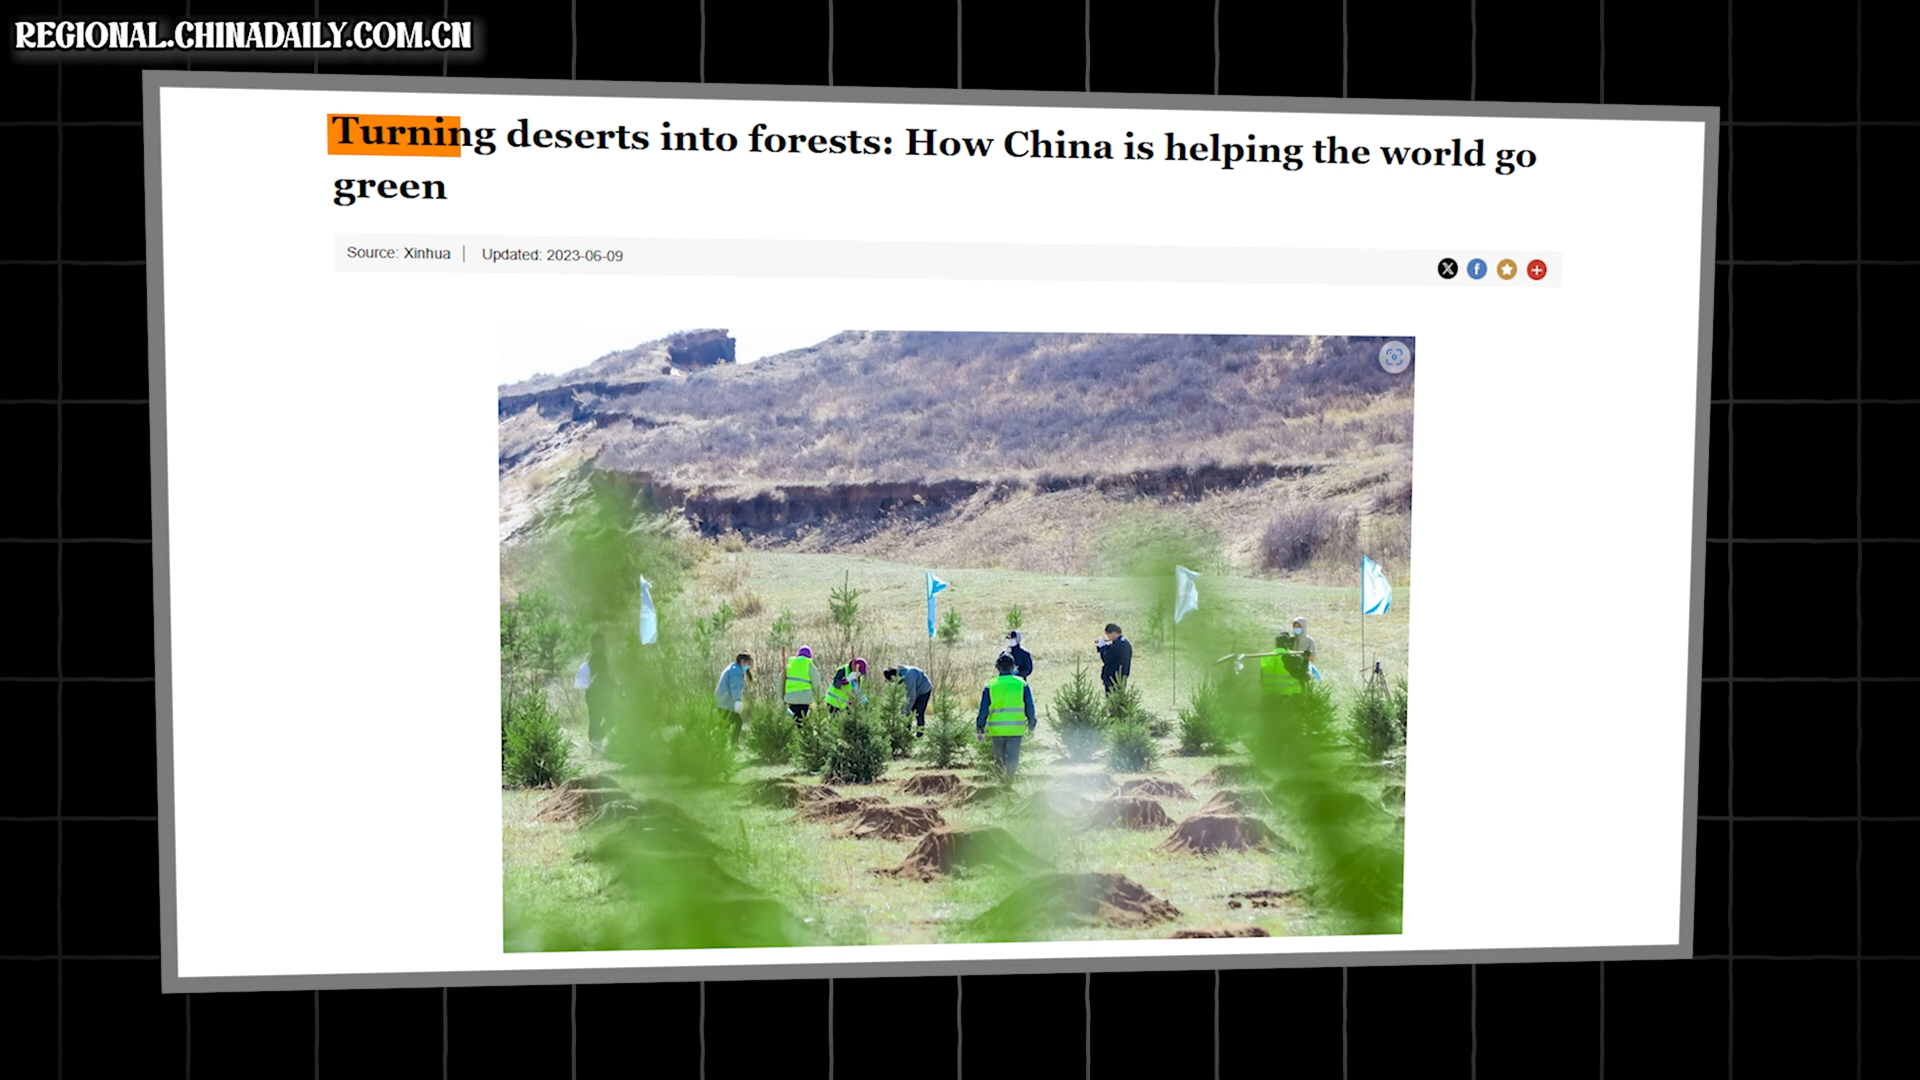 REGIONAL.CHINADAILY.COM.CN
Turning deserts into forests: How China is helping the world go
green
Source: Xinhua | Updated: 2023-06-09